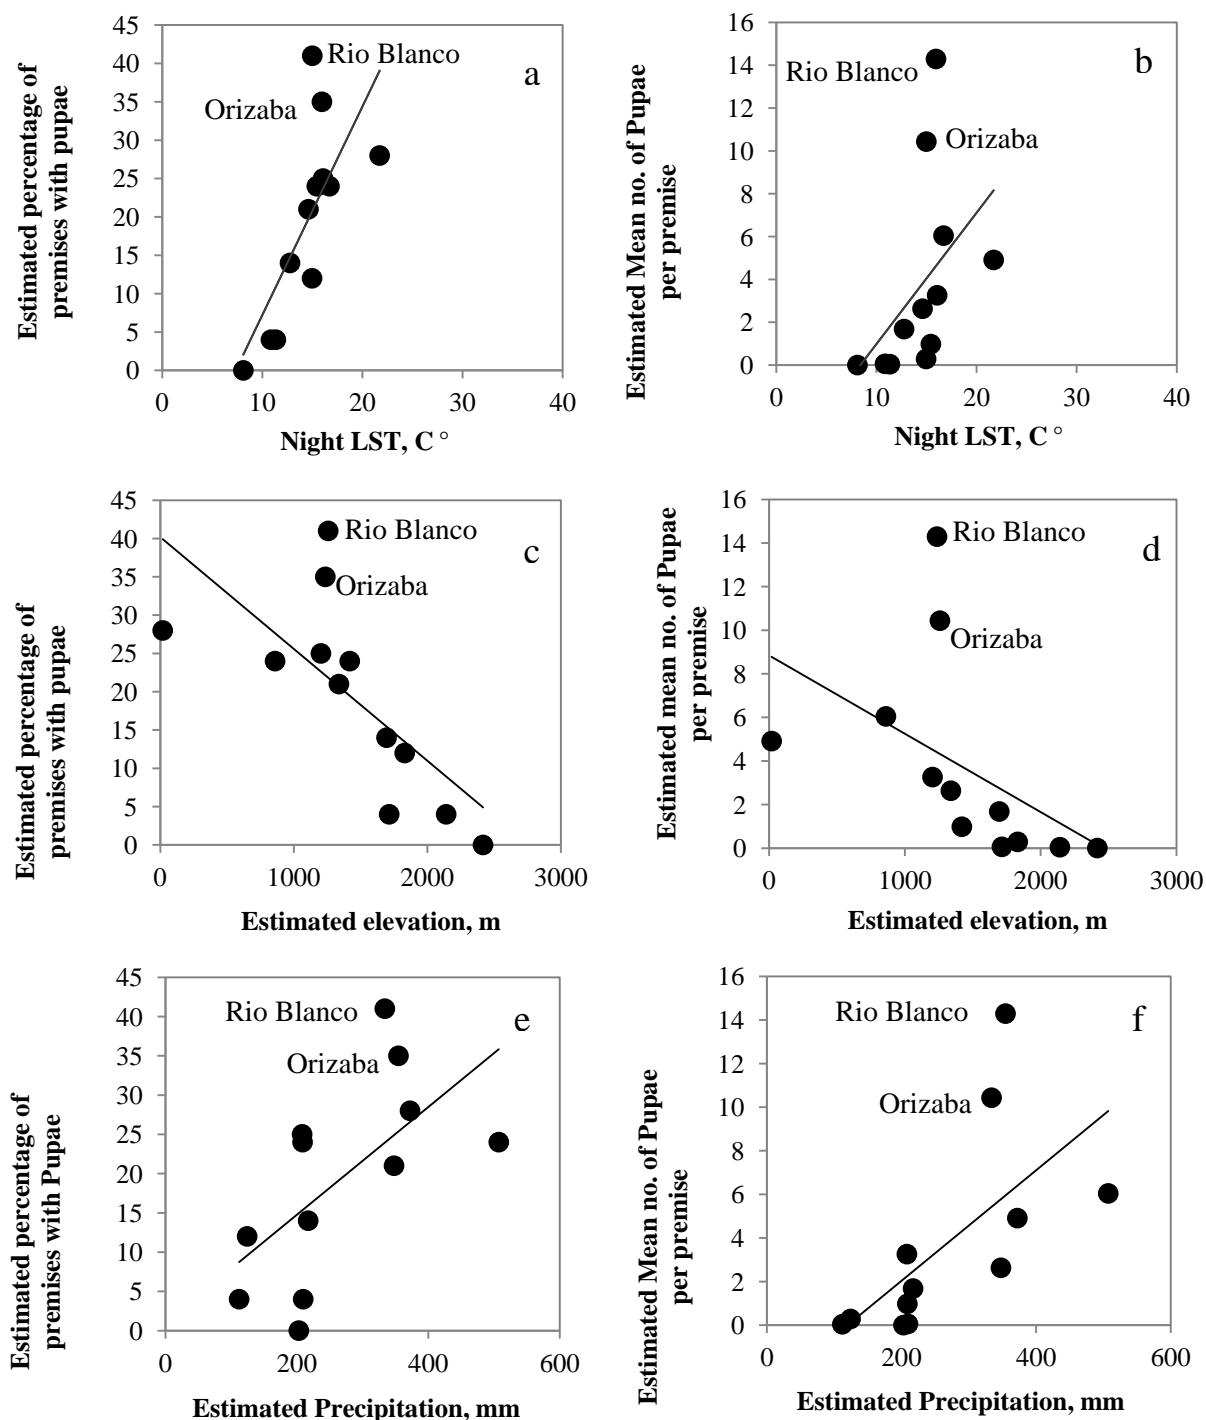 Estimated percentage of
premises with pupae
45
40
35
30
25
20
15
10
5
0
Rio Blanco
Orizaba
a
0
10
20
30
40
Night LST, C °
Estimated Mean no. of Pupae
per premise
16
14
12
10
8
6
4
2
0
Rio Blanco
Orizaba
b
0
10
20
30
40
Night LST, C °
Estimated percentage of
premises with pupae
45
40
35
30
25
20
15
10
5
0
Rio Blanco
Orizaba
c
0
1000
2000
3000
Estimated elevation, m
Estimated mean no. of Pupae
per premise
16
14
12
10
8
6
4
2
0
Rio Blanco
Orizaba
d
0
1000
2000
3000
Estimated elevation, m
Estimated percentage of
premises with Pupae
45
40
35
30
25
20
15
10
5
0
Rio Blanco
Orizaba
e
0
200
400
600
Estimated Precipitation, mm
Estimated Mean no. of Pupae
per premise
16
14
12
10
8
6
4
2
0
Rio Blanco
Orizaba
f
0
200
400
600
Estimated Precipitation, mm